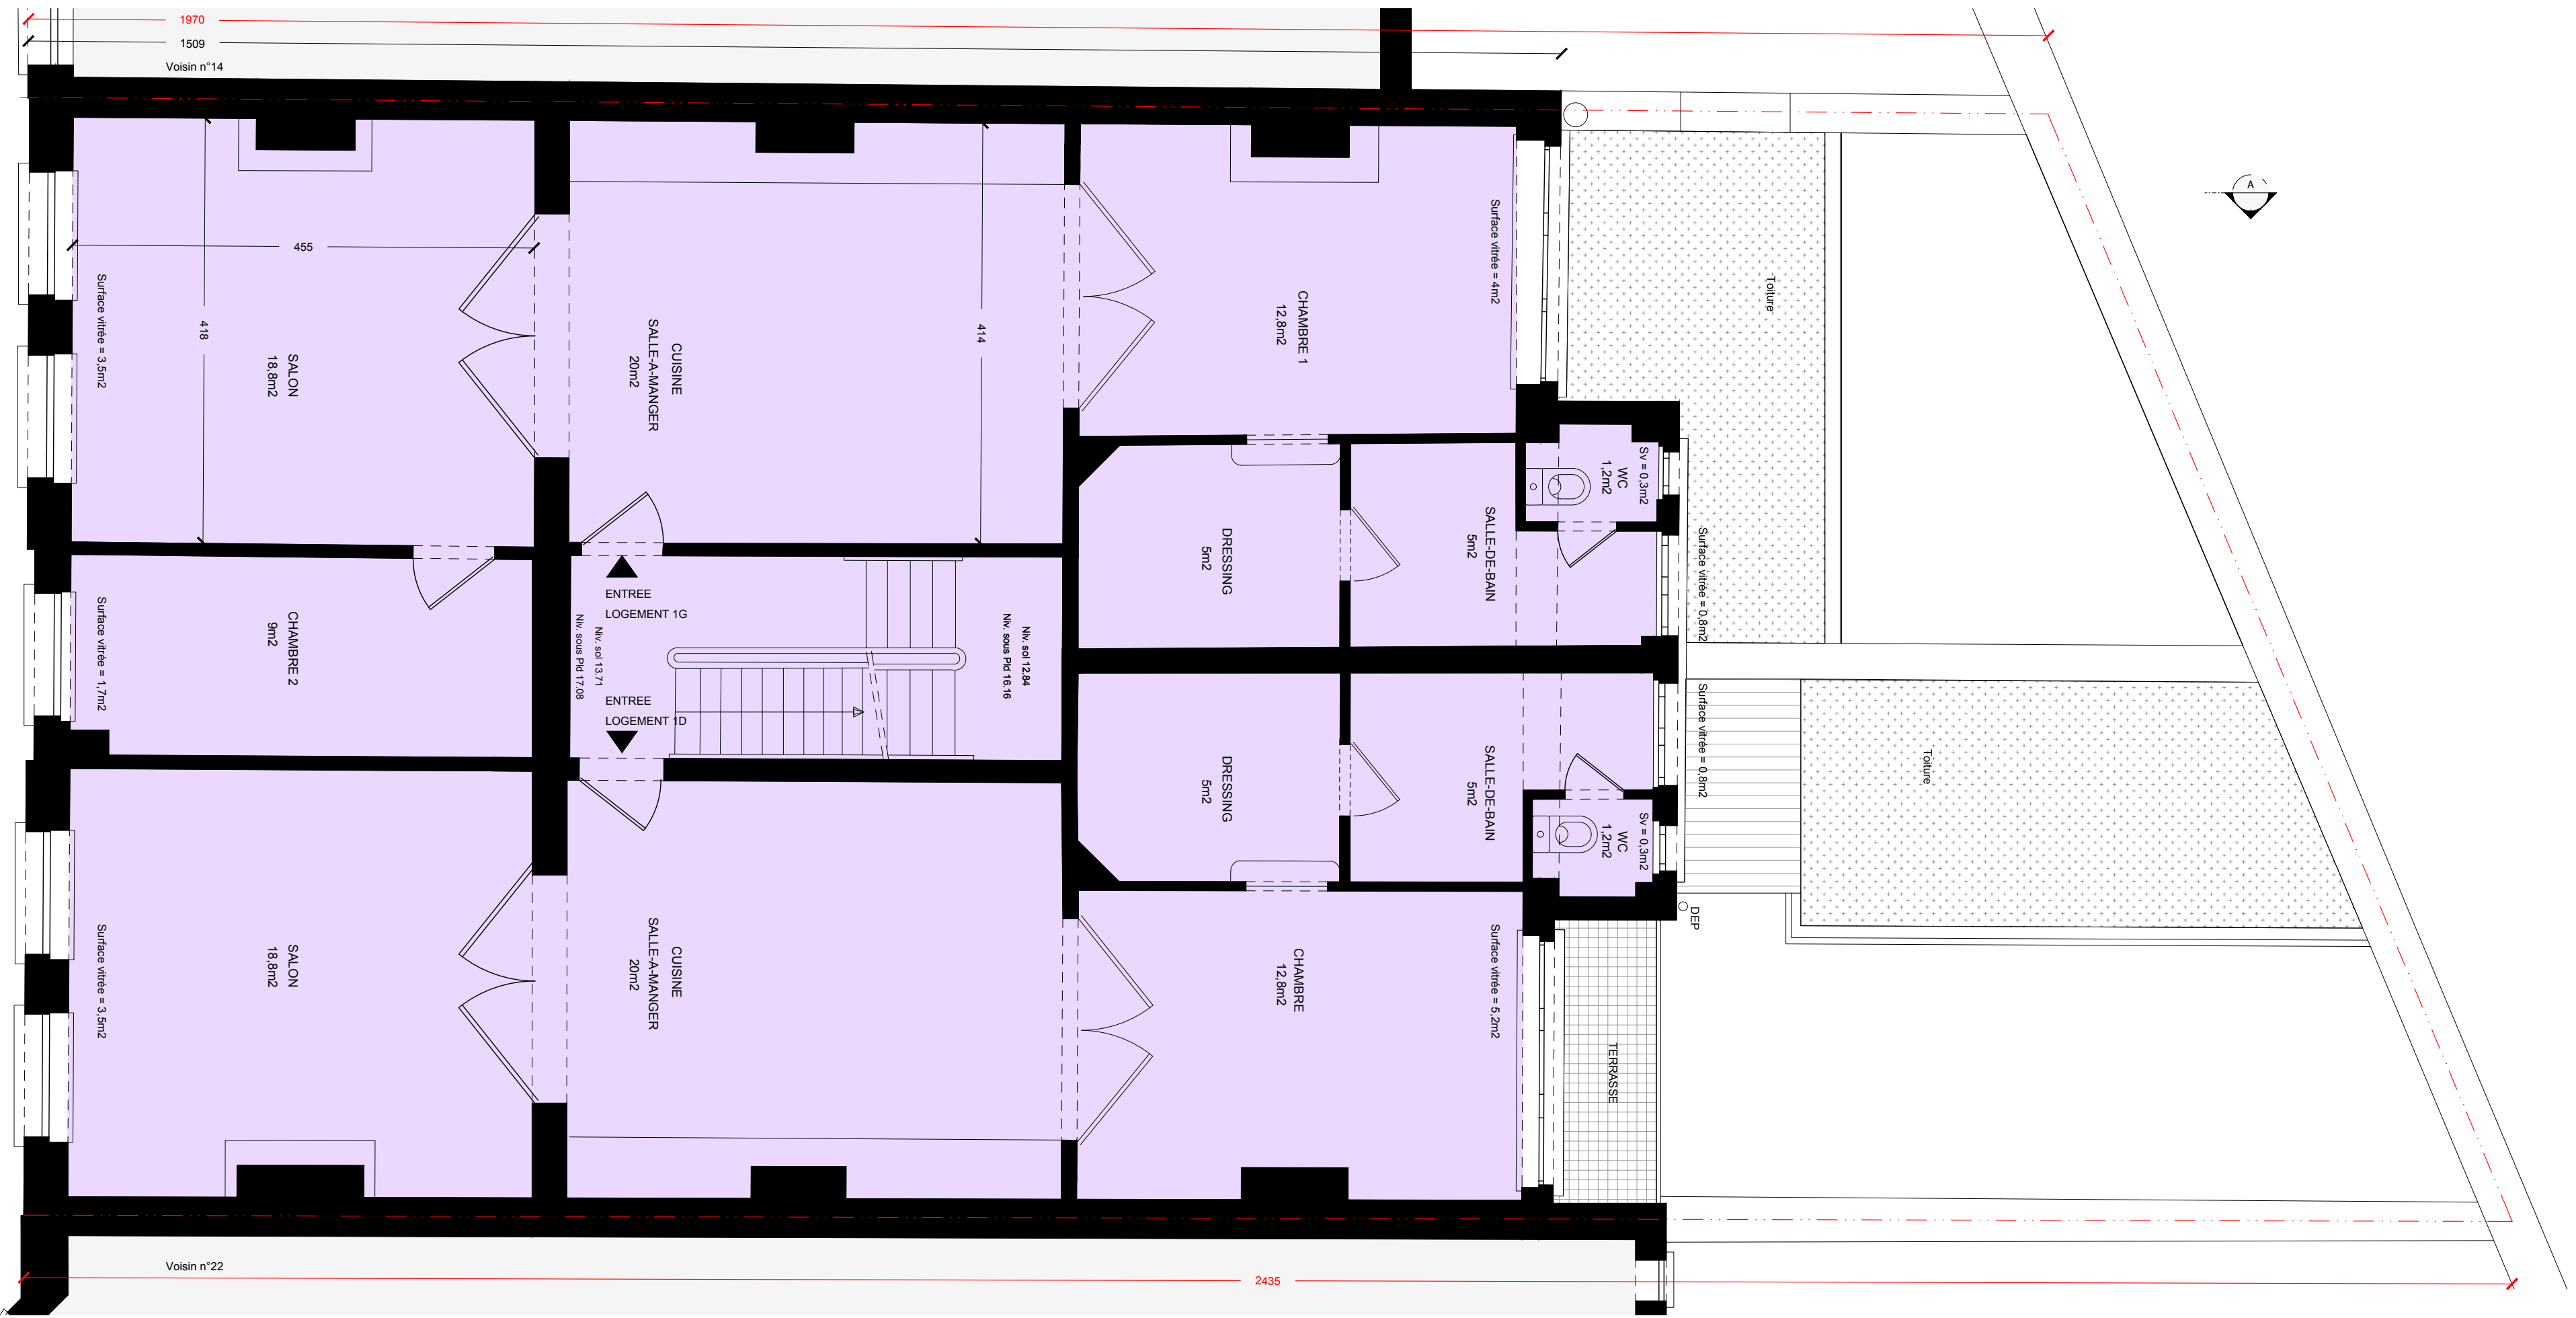 1970
1509
Voisin n°14
A
455
418
414
Surface vitrée = 3,5m2
SALON
18,8m2
CUISINE
SALLE-A-MANGER
20m2
CHAMBRE 1
12,8m2
Surface vitrée = 4m2
Toiture
Sv = 0,3m2
WC
1,2m2
SALLE-DE-BAIN
5m2
DRESSING
5m2
Surface vitrée = 0,8m2
CHAMBRE 2
9m2
Surface vitrée = 1,7m2
ENTREE
LOGEMENT 1G
Niv. sol 13.71
Niv. sous Pld 17.08
Niv. sol 12.84
Niv. sous Pld 16.16
ENTREE
LOGEMENT 1D
DRESSING
5m2
SALLE-DE-BAIN
5m2
Surface vitrée = 0,8m2
Sv = 0,3m2
WC
1,2m2
Toiture
DEP
SALON
18,8m2
Surface vitrée = 3,5m2
CUISINE
SALLE-A-MANGER
20m2
CHAMBRE
12,8m2
Surface vitrée = 5,2m2
TERRASSE
Voisin n°22
2435